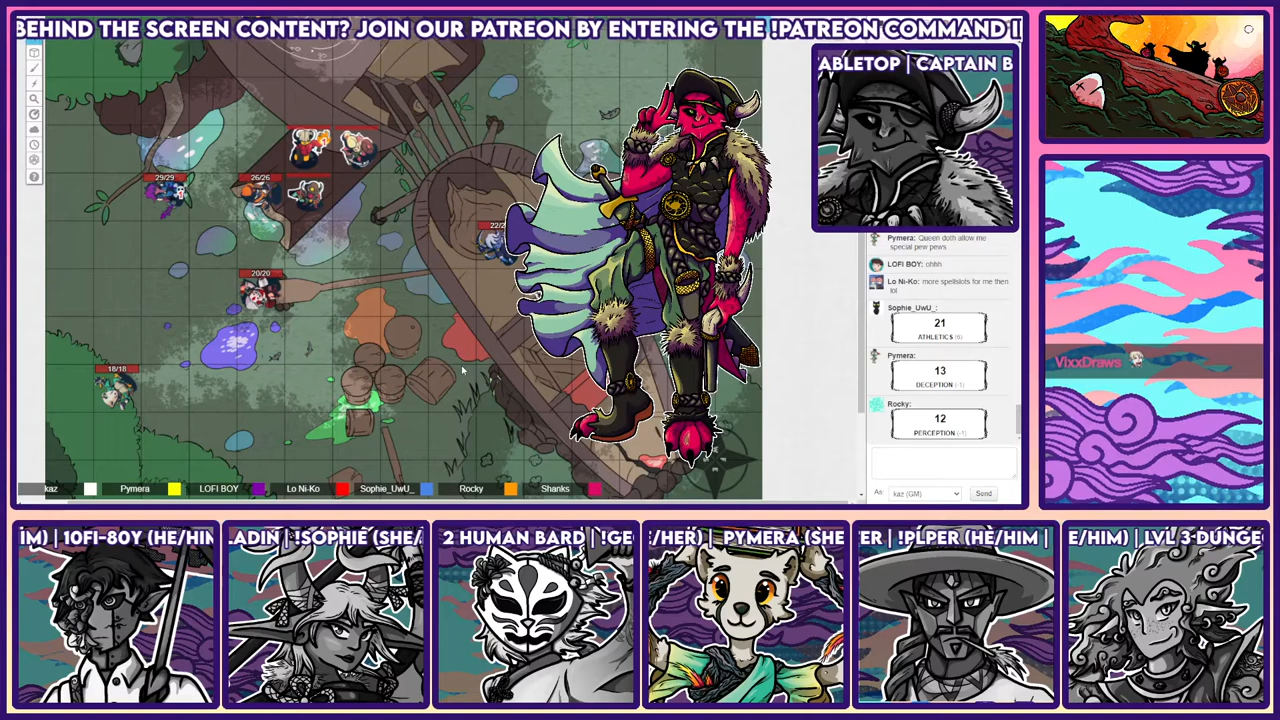 BEHIND THE SCREEN CONTENT? JOIN OUR PATREON BY ENTERING THE !PATREON COMMAND
ABLETOP | CAPTAIN B
29/29
26/26
22/2
20/20
18/18
Pymera: Queen doth allow me
special pew pews
LOFI BOY: ohhh
Lo Ni-Ko: more spellslots for me then
lol
Sophie_UwU_:
21
ATHLETICS (6)
Pymera:
13
DECEPTION (-1)
Rocky:
12
PERCEPTION (-1)
As: kaz (GM) Send
kaz Pymera LOFI BOY Lo Ni-Ko Sophie_UwU_ Rocky Shanks
VixxDraws
IM) | 10FI-80Y (HE/HIM
LADIN | !SOPHIE (SHE/
2 HUMAN BARD | !GE
E/HER) | PYMERA (SHE
ER | !PLPER (HE/HIM |
E/HIM) | LVL 3 DUNGE